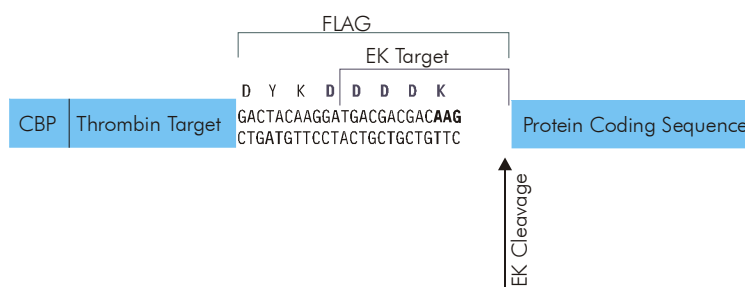 FLAG
EK Target
D Y K D D D D K
GACTACAAGGATGACGACGACAAG
CTGATGTTCCTACTGCTGCTGTTC
CBP Thrombin Target Protein Coding Sequence
EK Cleavage